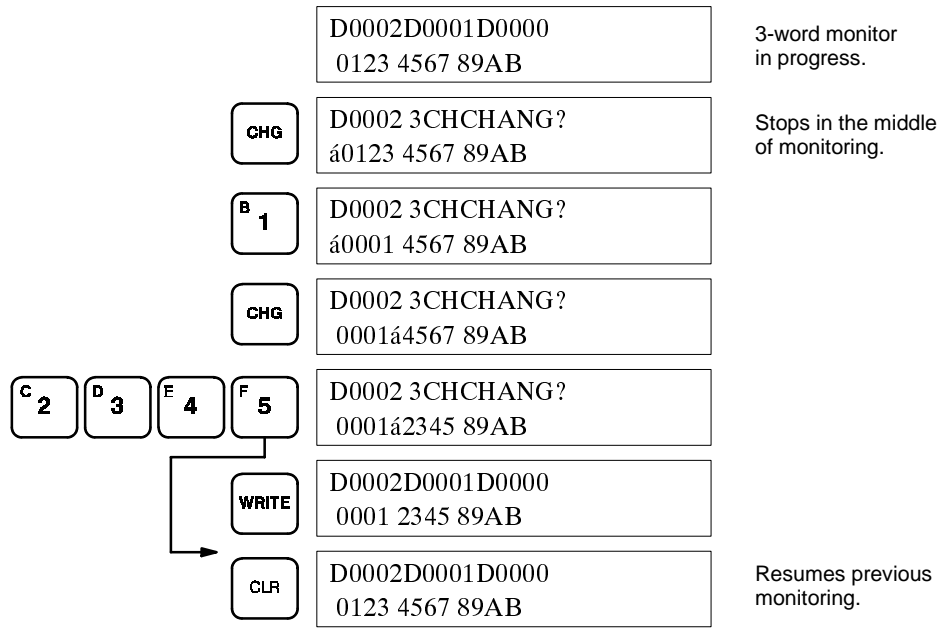 D0002D0001D0000
0123 4567 89AB
3-word monitor
in progress.
CHG
D0002 3CHCHANG?
á0123 4567 89AB
Stops in the middle
of monitoring.
B
1
D0002 3CHCHANG?
á0001 4567 89AB
CHG
D0002 3CHCHANG?
0001á4567 89AB
C
2
D
3
E
4
F
5
D0002 3CHCHANG?
0001á2345 89AB
WRITE
D0002D0001D0000
0001 2345 89AB
CLR
D0002D0001D0000
0123 4567 89AB
Resumes previous
monitoring.